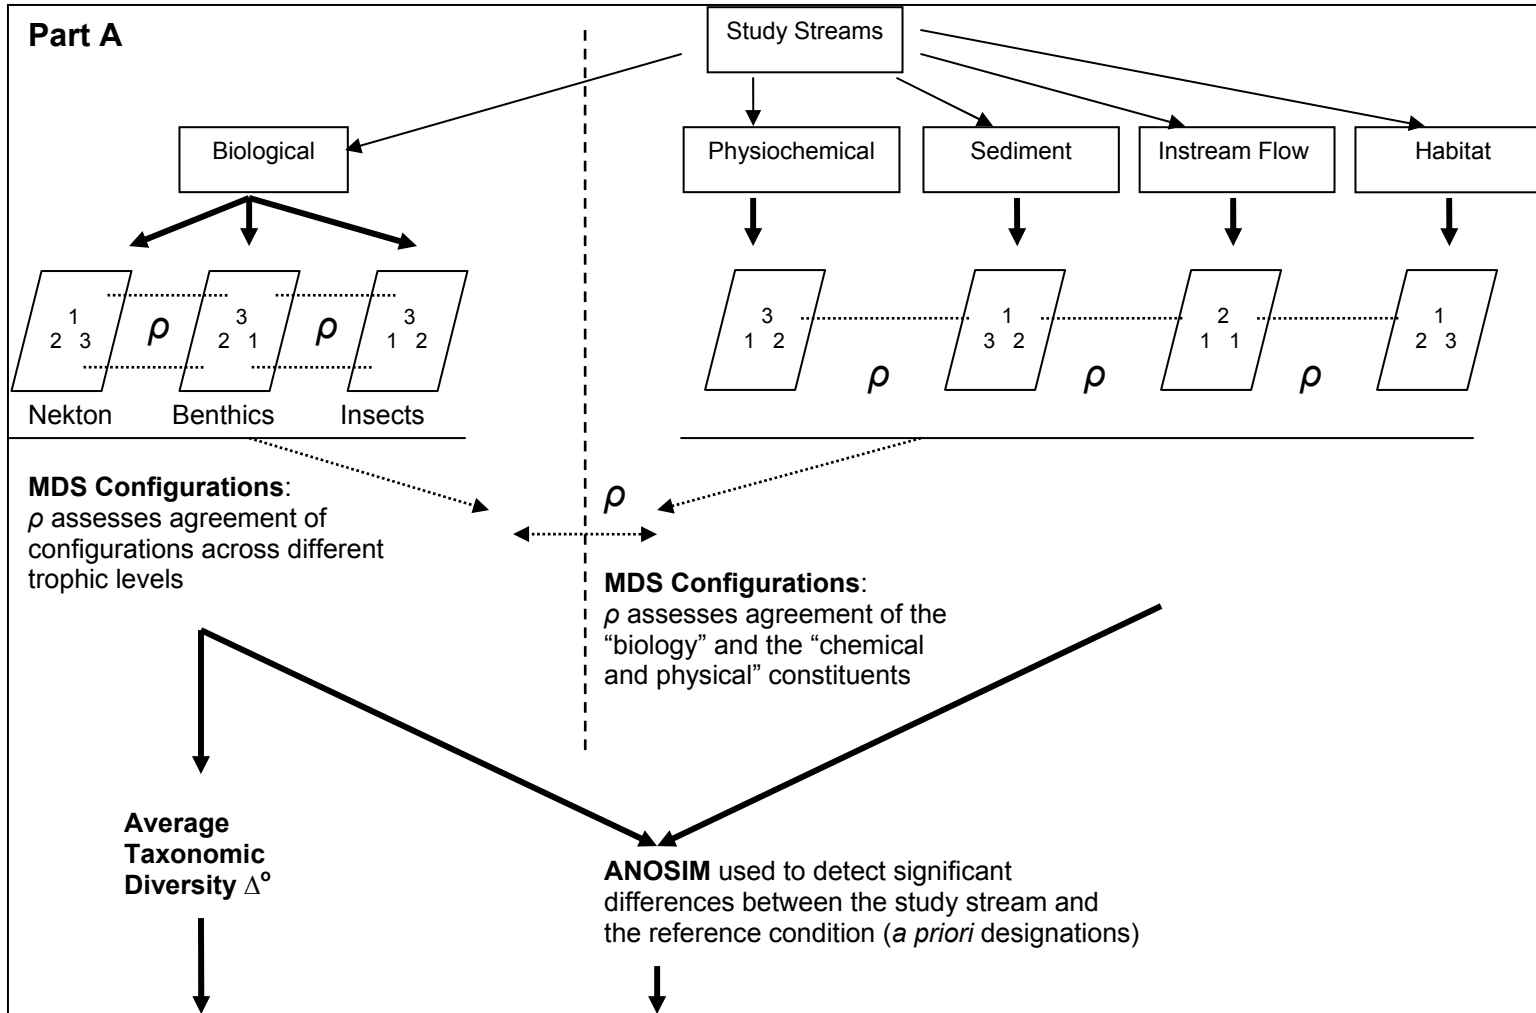 Part A
Study Streams
Biological
Physiochemical
Sediment
Instream Flow
Habitat
1
2 3
ρ
3
2 1
ρ
3
1 2
3
1 2
ρ
1
3 2
ρ
2
1 1
ρ
1
2 3
Nekton
Benthics
Insects
MDS Configurations:
ρ assesses agreement of
configurations across different
trophic levels
ρ
MDS Configurations:
ρ assesses agreement of the
“biology” and the “chemical
and physical” constituents
Average
Taxonomic
Diversity Δ°
ANOSIM used to detect significant
differences between the study stream and
the reference condition (a priori designations)